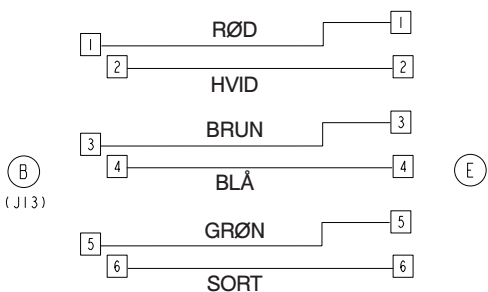 1 RØD 1
2 HVID 2
3 BRUN 3
4 BLÅ 4
B E
(J13)
5 GRØN 5
6 SORT 6